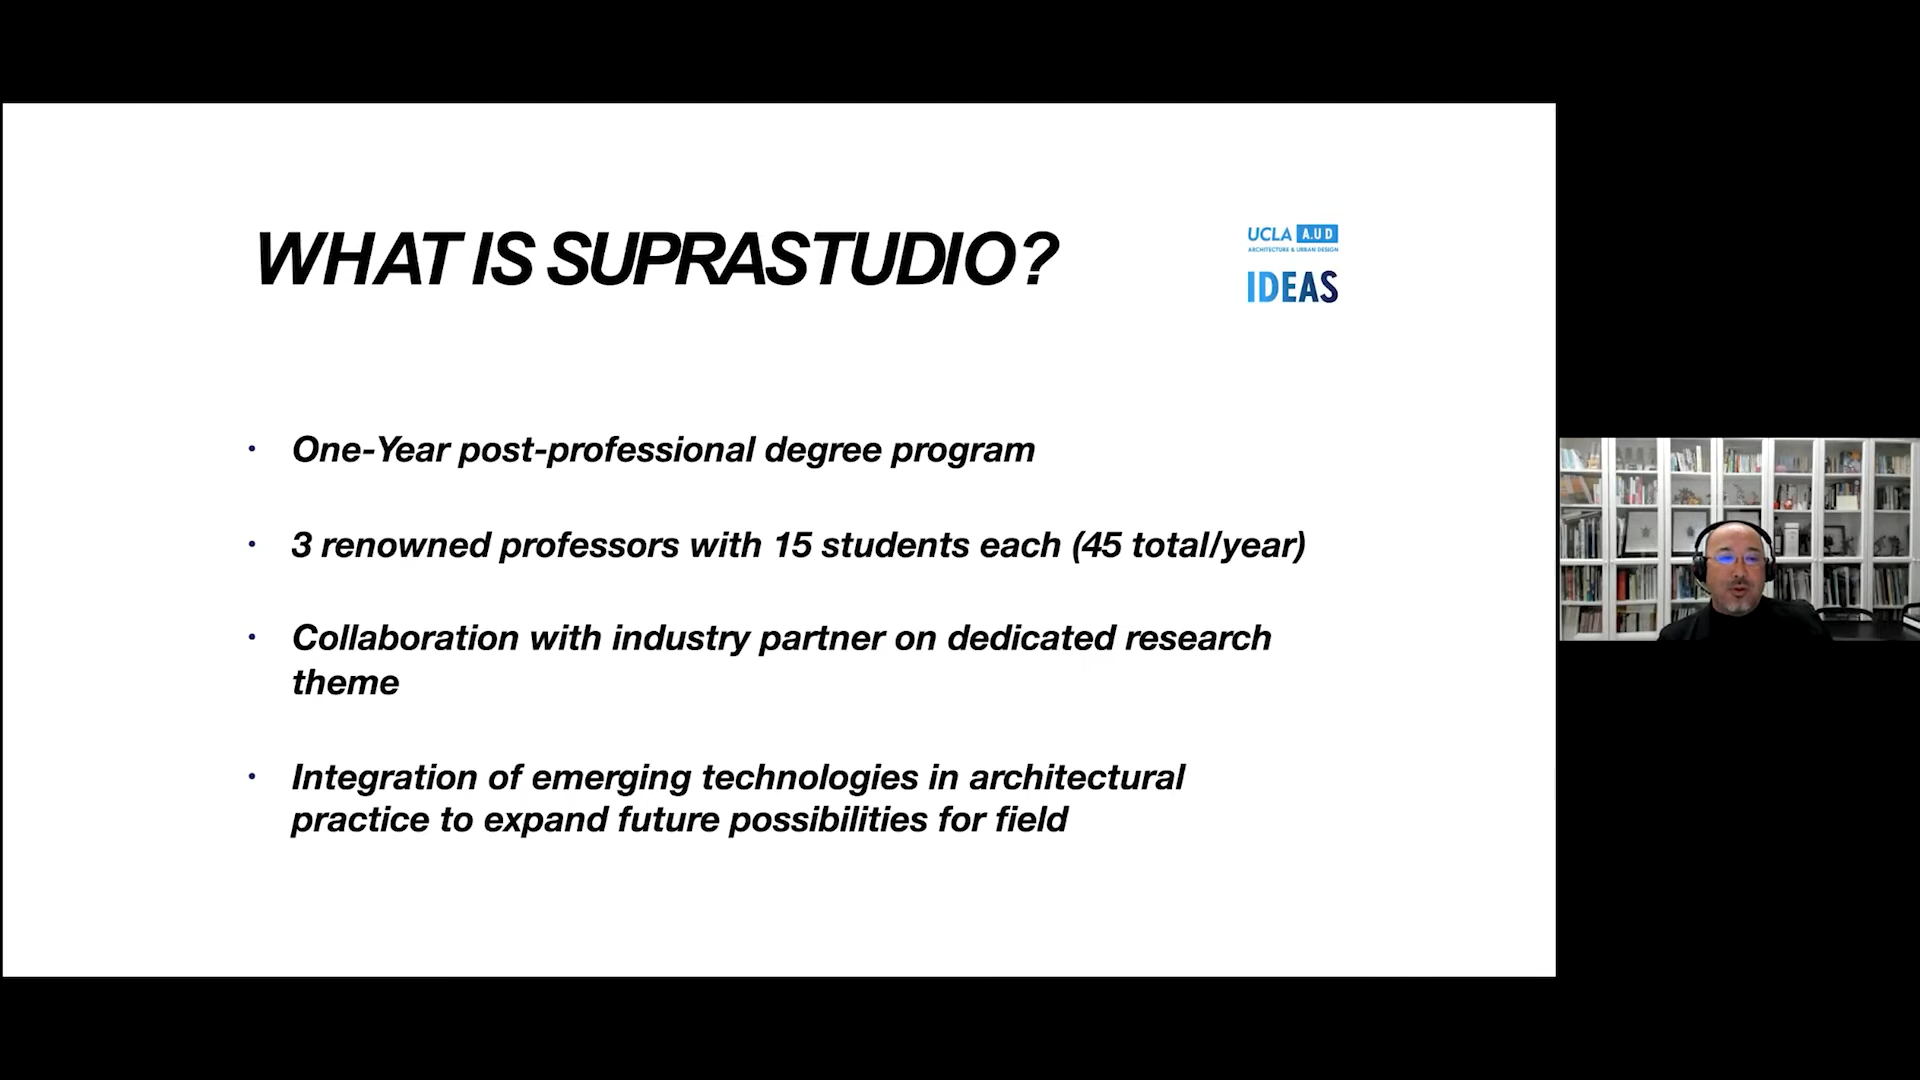 WHAT IS SUPRASTUDIO?
UCLA A.UD
ARCHITECTURE & URBAN DESIGN
IDEAS
• One-Year post-professional degree program
• 3 renowned professors with 15 students each (45 total/year)
• Collaboration with industry partner on dedicated research
theme
• Integration of emerging technologies in architectural
practice to expand future possibilities for field